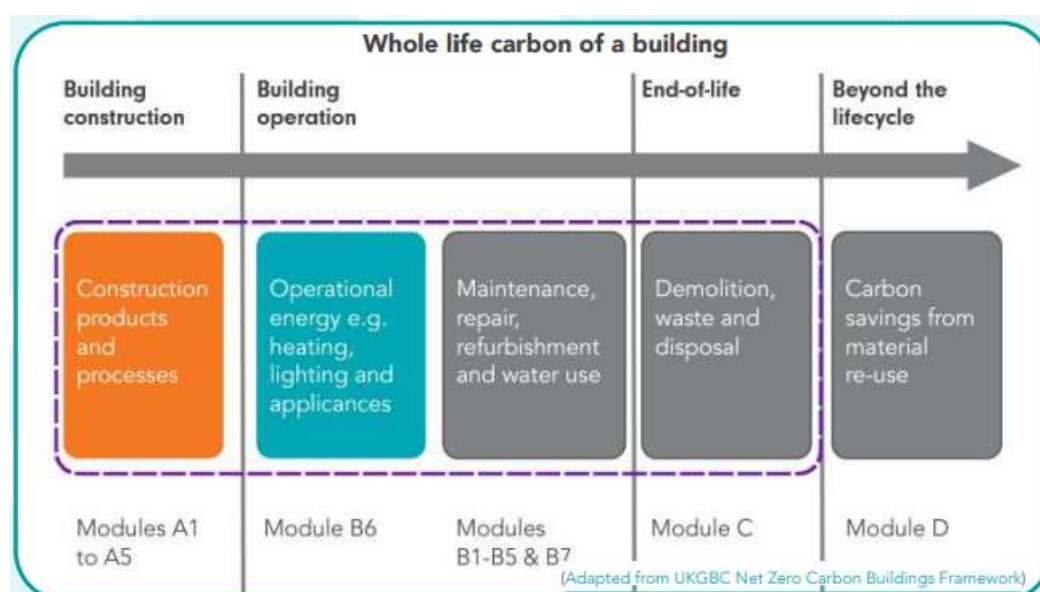 Whole life carbon of a building
Building
construction
Building
operation
End-of-life
Beyond the
lifecycle
Construction
products
and
processes
Operational
energy e.g.
heating,
lighting and
applicances
Maintenance,
repair,
refurbishment
and water use
Demolition,
waste and
disposal
Carbon
savings from
material
re-use
Modules A1
to A5
Module B6
Modules
B1-B5 & B7
Module C
Module D
(Adapted from UKGBC Net Zero Carbon Buildings Framework)